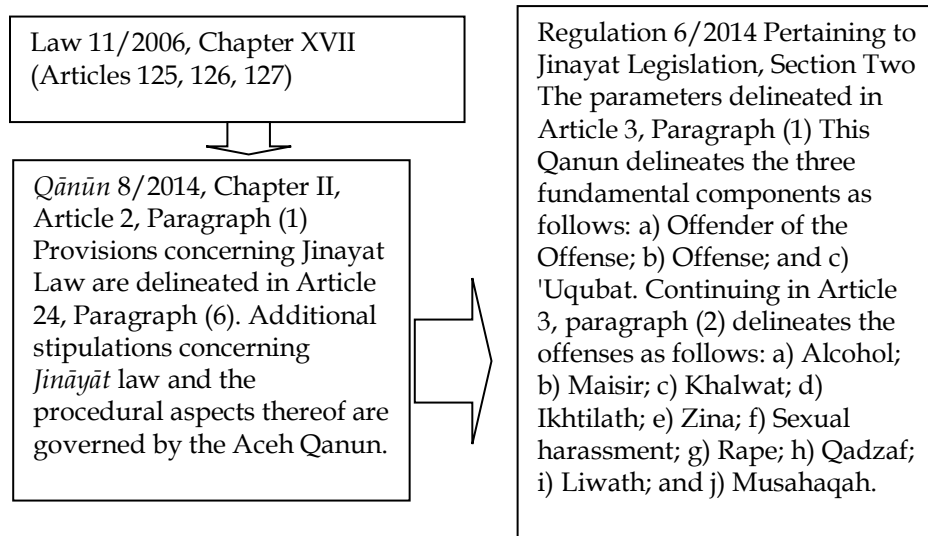 Law 11/2006, Chapter XVII
(Articles 125, 126, 127)
Qānūn 8/2014, Chapter II,
Article 2, Paragraph (1)
Provisions concerning Jinayat
Law are delineated in Article
24, Paragraph (6). Additional
stipulations concerning
Jināyāt law and the
procedural aspects thereof are
governed by the Aceh Qanun.
Regulation 6/2014 Pertaining to
Jinayat Legislation, Section Two
The parameters delineated in
Article 3, Paragraph (1) This
Qanun delineates the three
fundamental components as
follows: a) Offender of the
Offense; b) Offense; and c)
'Uqubat. Continuing in Article
3, paragraph (2) delineates the
offenses as follows: a) Alcohol;
b) Maisir; c) Khalwat; d)
Ikhtilath; e) Zina; f) Sexual
harassment; g) Rape; h) Qadzaf;
i) Liwath; and j) Musahaqah.